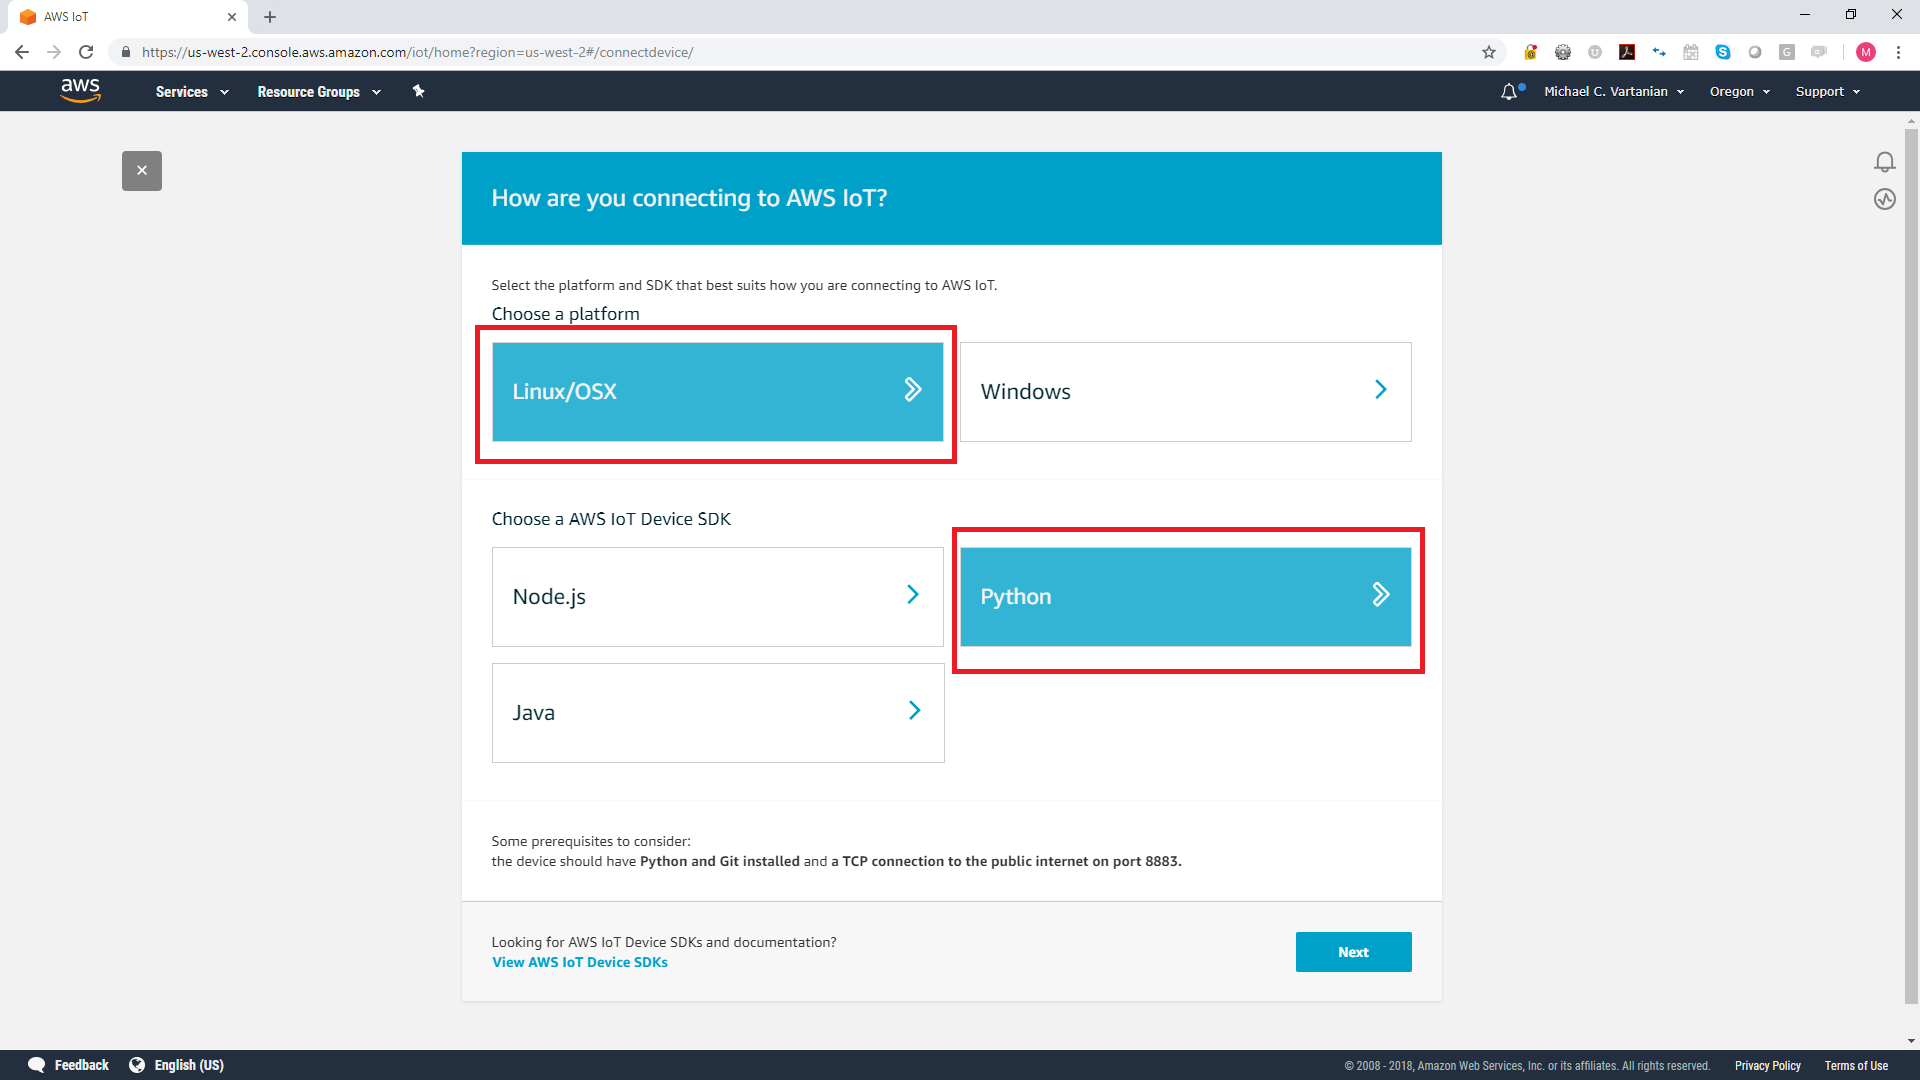 AWS IoT
https://us-west-2.console.aws.amazon.com/iot/home?region=us-west-2#/connectdevice/
M
aws
Services
Resource Groups
Michael C. Vartanian
Oregon
Support
How are you connecting to AWS IoT?
Select the platform and SDK that best suits how you are connecting to AWS IoT.
Choose a platform
Linux/OSX
Windows
Choose a AWS IoT Device SDK
Node.js
Python
Java
Some prerequisites to consider:
the device should have Python and Git installed and a TCP connection to the public internet on port 8883.
Looking for AWS IoT Device SDKs and documentation?
View AWS IoT Device SDKs
Next
Feedback
English (US)
© 2008 - 2018, Amazon Web Services, Inc. or its affiliates. All rights reserved.
Privacy Policy
Terms of Use